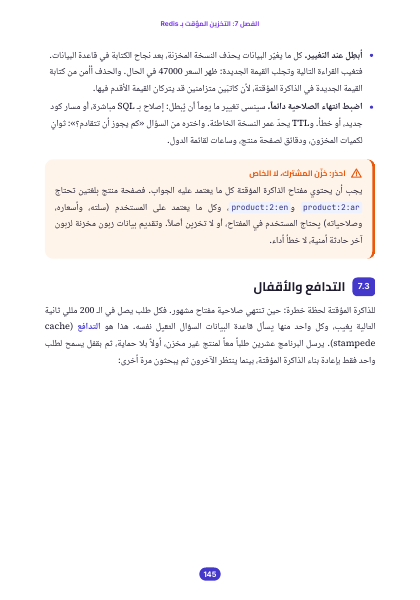 الفصل 7: التخزين المؤقت بـ Redis
• أبطل عند التغيير. كل ما يغيّر البيانات يحذف النسخة المخزنة، بعد نجاح الكتابة في قاعدة البيانات.
فتغيب القراءة التالية وتجلب القيمة الجديدة: ظهر السعر 47000 في الحال. والحذف أأمن من كتابة
القيمة الجديدة في الذاكرة المؤقتة، لأن كاتبَين متزامنين قد يتركان القيمة الأقدم فيها.
• اضبط انتهاء الصلاحية دائماً. سيُنسى تغيير ما يوماً أن يُبطل: إصلاح بـ SQL مباشرة، أو مسار كود
جديد، أو خطأ. وTTL يحدّ عمر النسخة الخاطئة. واختره من السؤال «كم يجوز أن تتقادم؟»: ثوانٍ
لكميات المخزون، ودقائق لصفحة منتج، وساعات لقائمة الدول.
احذر: خزّن المشترك، لا الخاص
يجب أن يحتوي مفتاح الذاكرة المؤقتة كل ما يعتمد عليه الجواب. فصفحة منتج بلغتين تحتاج
product:2:ar و product:2:en، وكل ما يعتمد على المستخدم (سلته، وأسعاره،
وصلاحياته) يحتاج المستخدم في المفتاح، أو لا تخزين أصلاً. وتقديم بيانات مخزنة لزبون
آخر حادثة أمنية، لا خطأ أداء.
7.3 التدافع والأقفال
للذاكرة المؤقتة لحظة خطرة: حين تنتهي صلاحية مفتاح مشهور. فكل طلب يصل في الـ 200 مللي ثانية
التالية يغيب، وكل واحد منها يسأل قاعدة البيانات السؤال الثقيل نفسه. هذا هو التدافع (cache
stampede). يرسل البرنامج عشرين طلباً معاً لمنتج غير مخزن، أولاً بلا حماية، ثم بقفل يسمح لطلب
واحد فقط بإعادة بناء الذاكرة المؤقتة، بينما ينتظر الآخرون ثم يبحثون مرة أخرى:
145